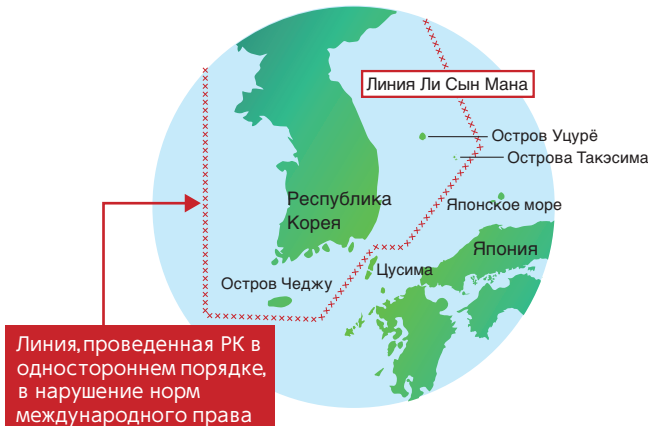 Линия Ли Сын Мана
Остров Уцурё
Острова Такэсима
Республика
Корея
Японское море
Япония
Цусима
Остров Чеджу
Линия, проведенная РК в
одностороннем порядке,
в нарушение норм
международного права